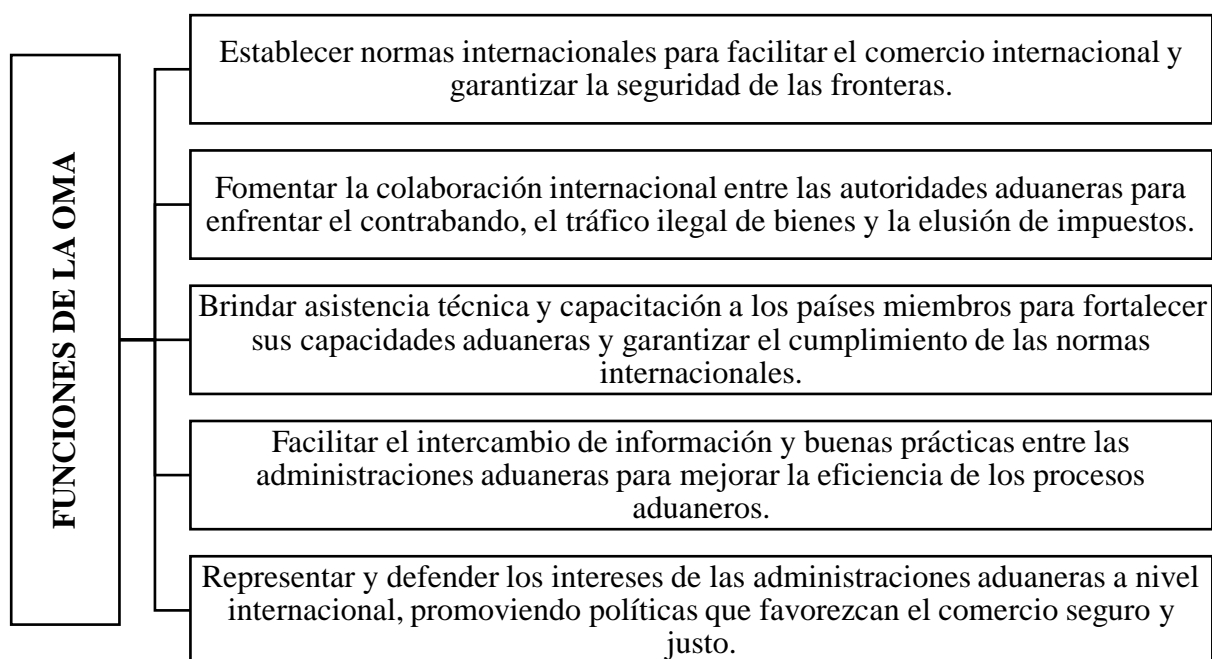 FUNCIONES DE LA OMA
Establecer normas internacionales para facilitar el comercio internacional y
garantizar la seguridad de las fronteras.
Fomentar la colaboración internacional entre las autoridades aduaneras para
enfrentar el contrabando, el tráfico ilegal de bienes y la elusión de impuestos.
Brindar asistencia técnica y capacitación a los países miembros para fortalecer
sus capacidades aduaneras y garantizar el cumplimiento de las normas
internacionales.
Facilitar el intercambio de información y buenas prácticas entre las
administraciones aduaneras para mejorar la eficiencia de los procesos
aduaneros.
Representar y defender los intereses de las administraciones aduaneras a nivel
internacional, promoviendo políticas que favorezcan el comercio seguro y
justo.